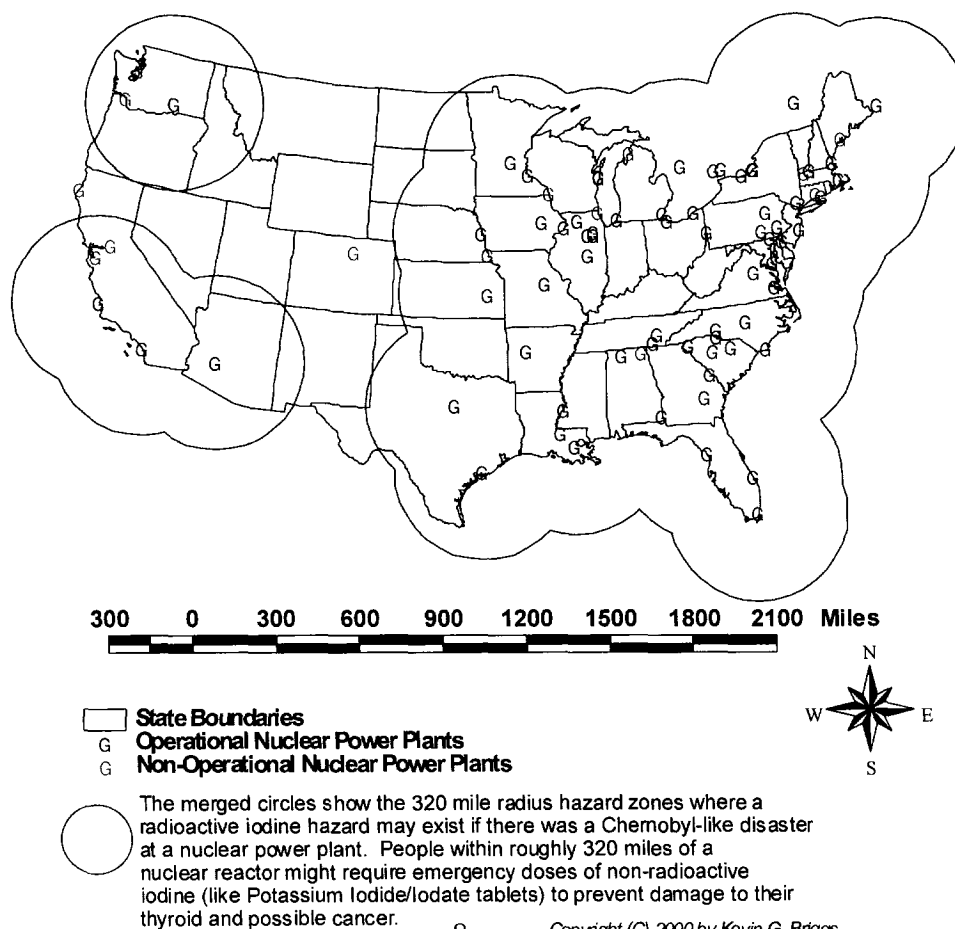 300 0 300 600 900 1200 1500 1800 2100 Miles
N
W E
S
State Boundaries
G Operational Nuclear Power Plants
G Non-Operational Nuclear Power Plants
The merged circles show the 320 mile radius hazard zones where a
radioactive iodine hazard may exist if there was a Chernobyl-like disaster
at a nuclear power plant. People within roughly 320 miles of a
nuclear reactor might require emergency doses of non-radioactive
iodine (like Potassium Iodide/Iodate tablets) to prevent damage to their
thyroid and possible cancer.
Copyright (C) 2000 by Kevin G. Briggs